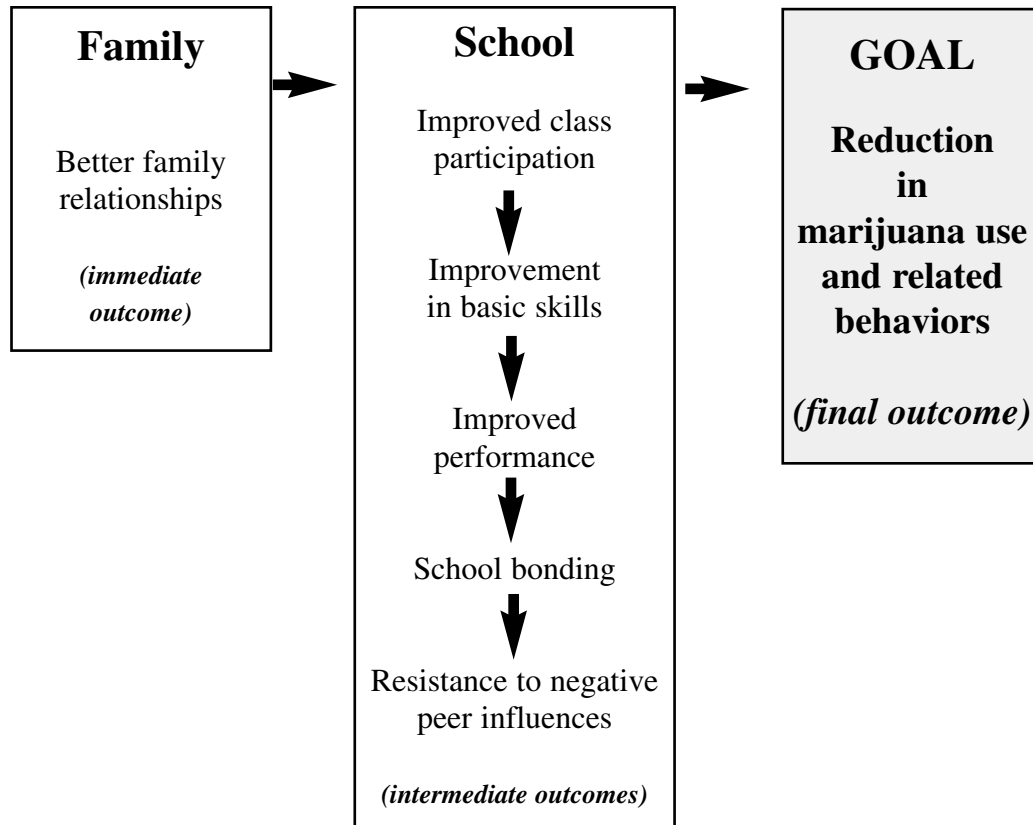 Family
Better family
relationships
(immediate
outcome)
School
Improved class
participation
Improvement
in basic skills
Improved
performance
School bonding
Resistance to negative
peer influences
(intermediate outcomes)
GOAL
Reduction
in
marijuana use
and related
behaviors
(final outcome)